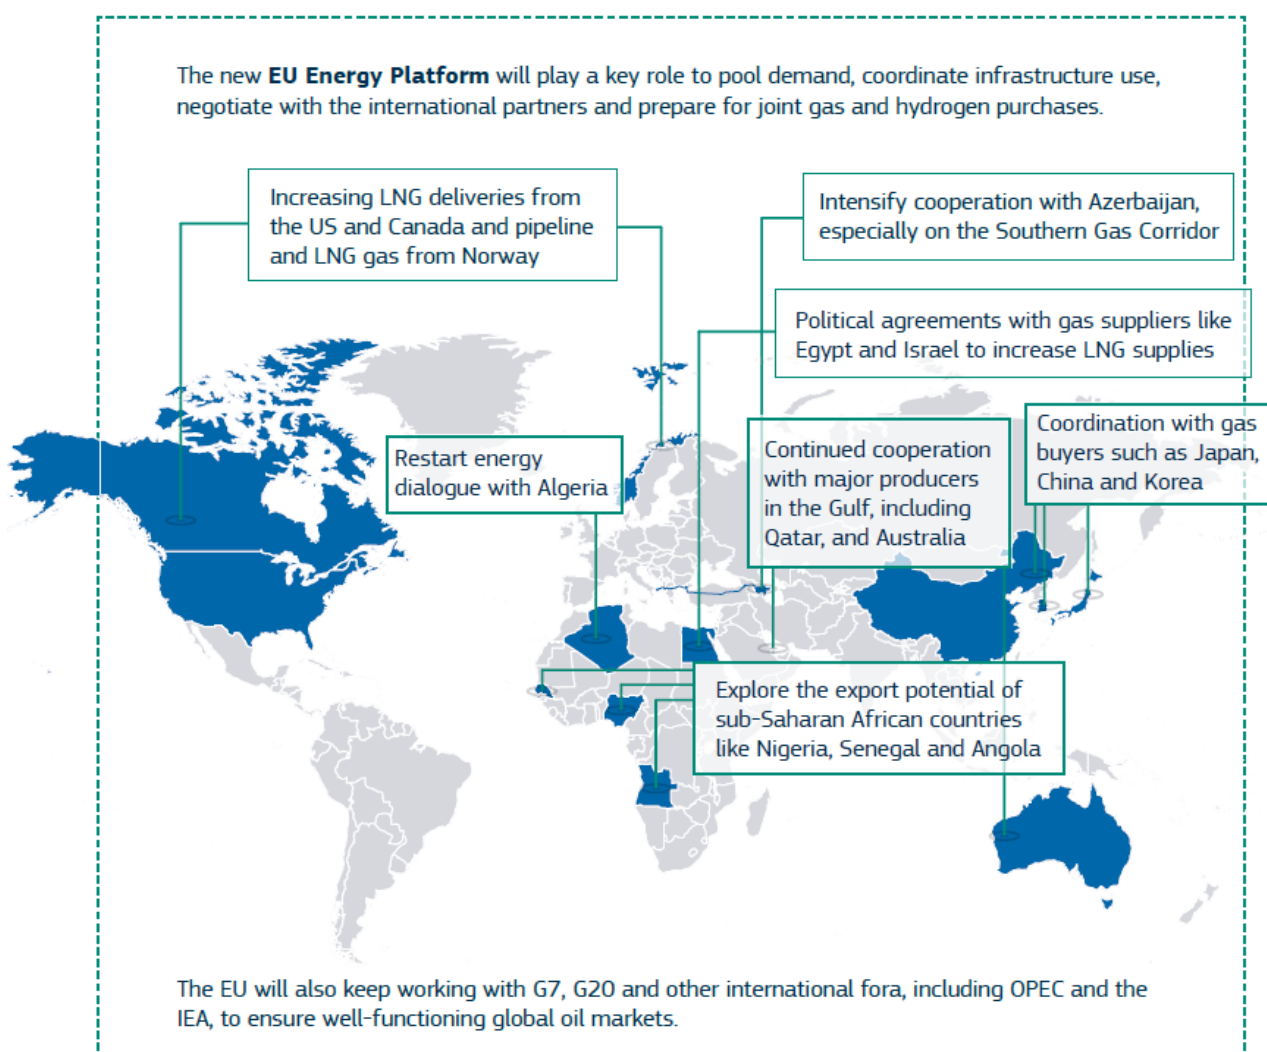 The new EU Energy Platform will play a key role to pool demand, coordinate infrastructure use,
negotiate with the international partners and prepare for joint gas and hydrogen purchases.
Increasing LNG deliveries from
the US and Canada and pipeline
and LNG gas from Norway
Intensify cooperation with Azerbaijan,
especially on the Southern Gas Corridor
Political agreements with gas suppliers like
Egypt and Israel to increase LNG supplies
Restart energy
dialogue with Algeria
Continued cooperation
with major producers
in the Gulf, including
Qatar, and Australia
Coordination with gas
buyers such as Japan,
China and Korea
Explore the export potential of
sub-Saharan African countries
like Nigeria, Senegal and Angola
The EU will also keep working with G7, G20 and other international fora, including OPEC and the
IEA, to ensure well-functioning global oil markets.